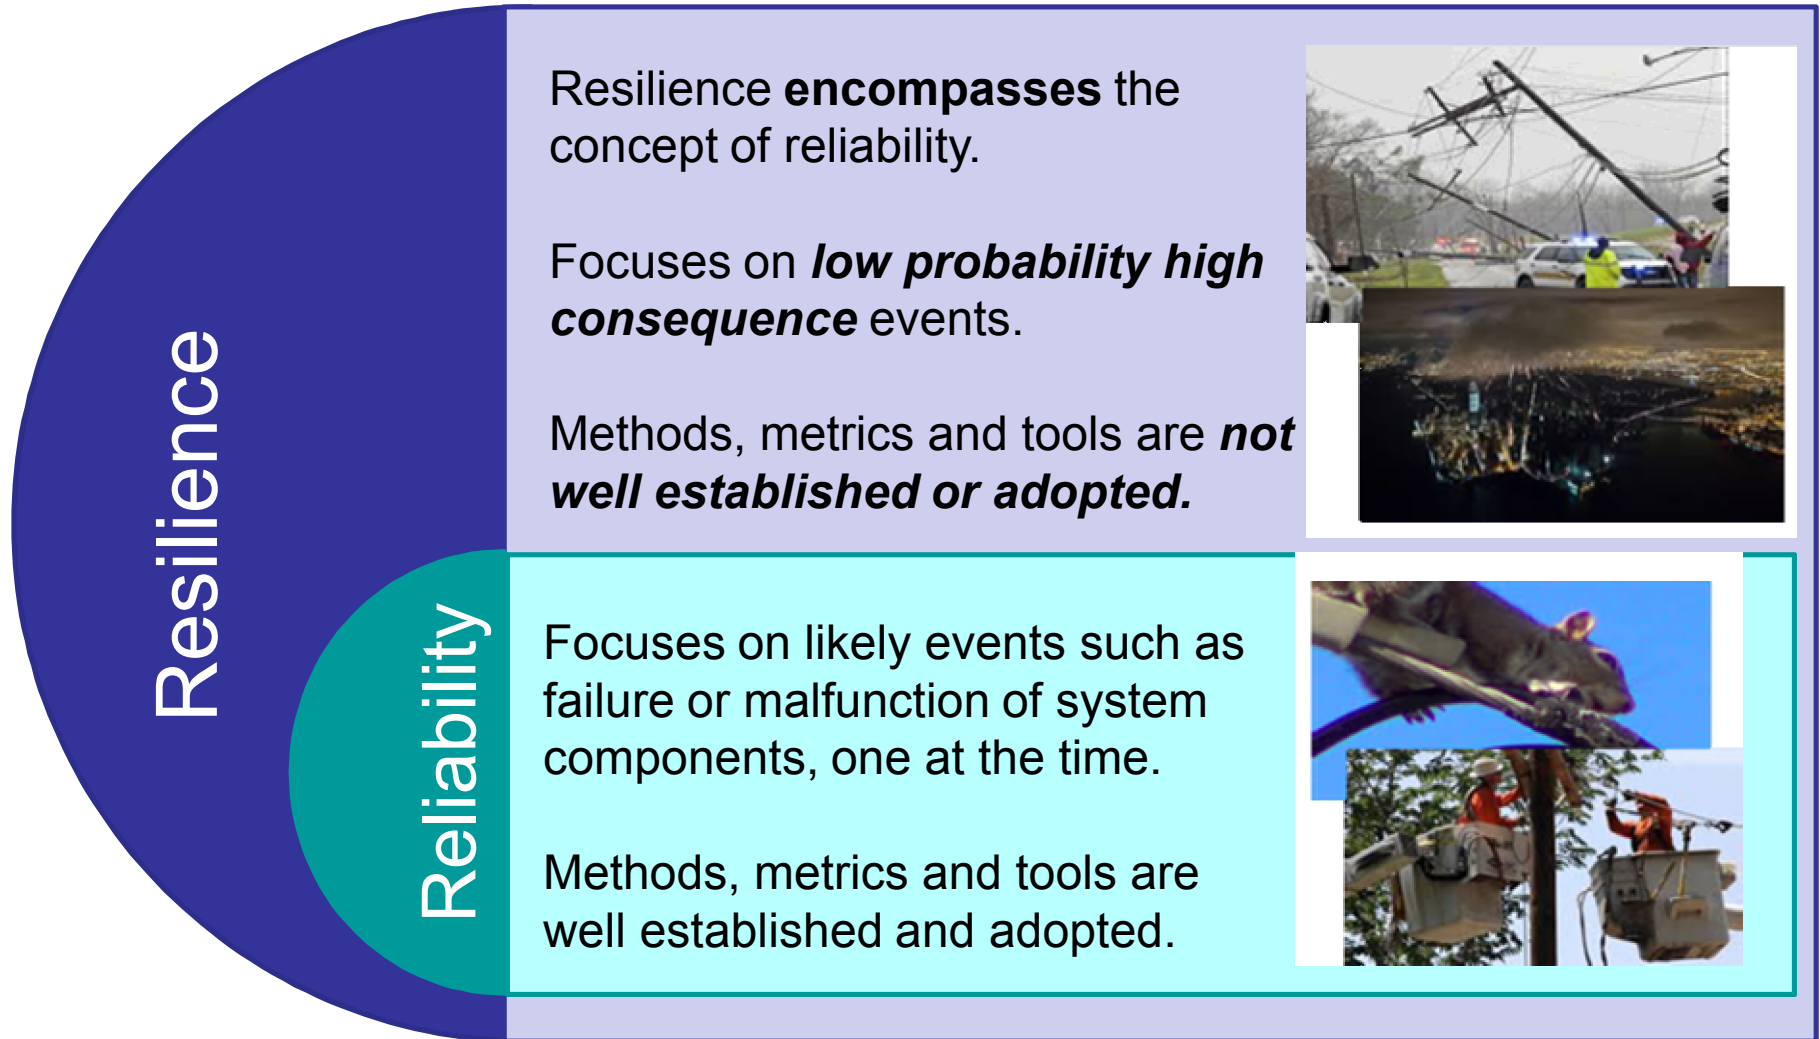 Resilience
Resilience encompasses the
concept of reliability.
Focuses on low probability high
consequence events.
Methods, metrics and tools are not
well established or adopted.
Reliability
Focuses on likely events such as
failure or malfunction of system
components, one at the time.
Methods, metrics and tools are
well established and adopted.